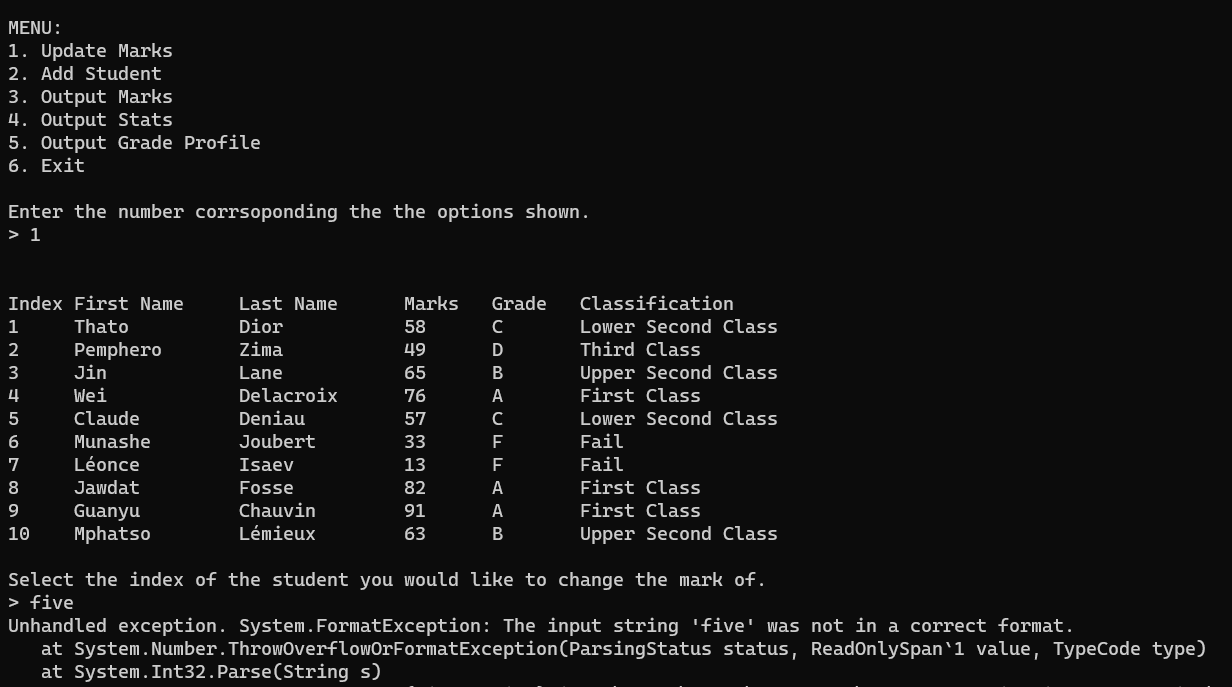 MENU:
1. Update Marks
2. Add Student
3. Output Marks
4. Output Stats
5. Output Grade Profile
6. Exit
Enter the number corrsoponding the the options shown.
> 1
Index First Name Last Name Marks Grade Classification
1 Thato Dior 58 C Lower Second Class
2 Pemphero Zima 49 D Third Class
3 Jin Lane 65 B Upper Second Class
4 Wei Delacroix 76 A First Class
5 Claude Deniau 57 C Lower Second Class
6 Munashe Joubert 33 F Fail
7 Léonce Isaev 13 F Fail
8 Jawdat Fosse 82 A First Class
9 Guanyu Chauvin 91 A First Class
10 Mphatso Lémieux 63 B Upper Second Class
Select the index of the student you would like to change the mark of.
> five
Unhandled exception. System.FormatException: The input string 'five' was not in a correct format.
at System.Number.ThrowOverflowOrFormatException(ParsingStatus status, ReadOnlySpan`1 value, TypeCode type)
at System.Int32.Parse(String s)